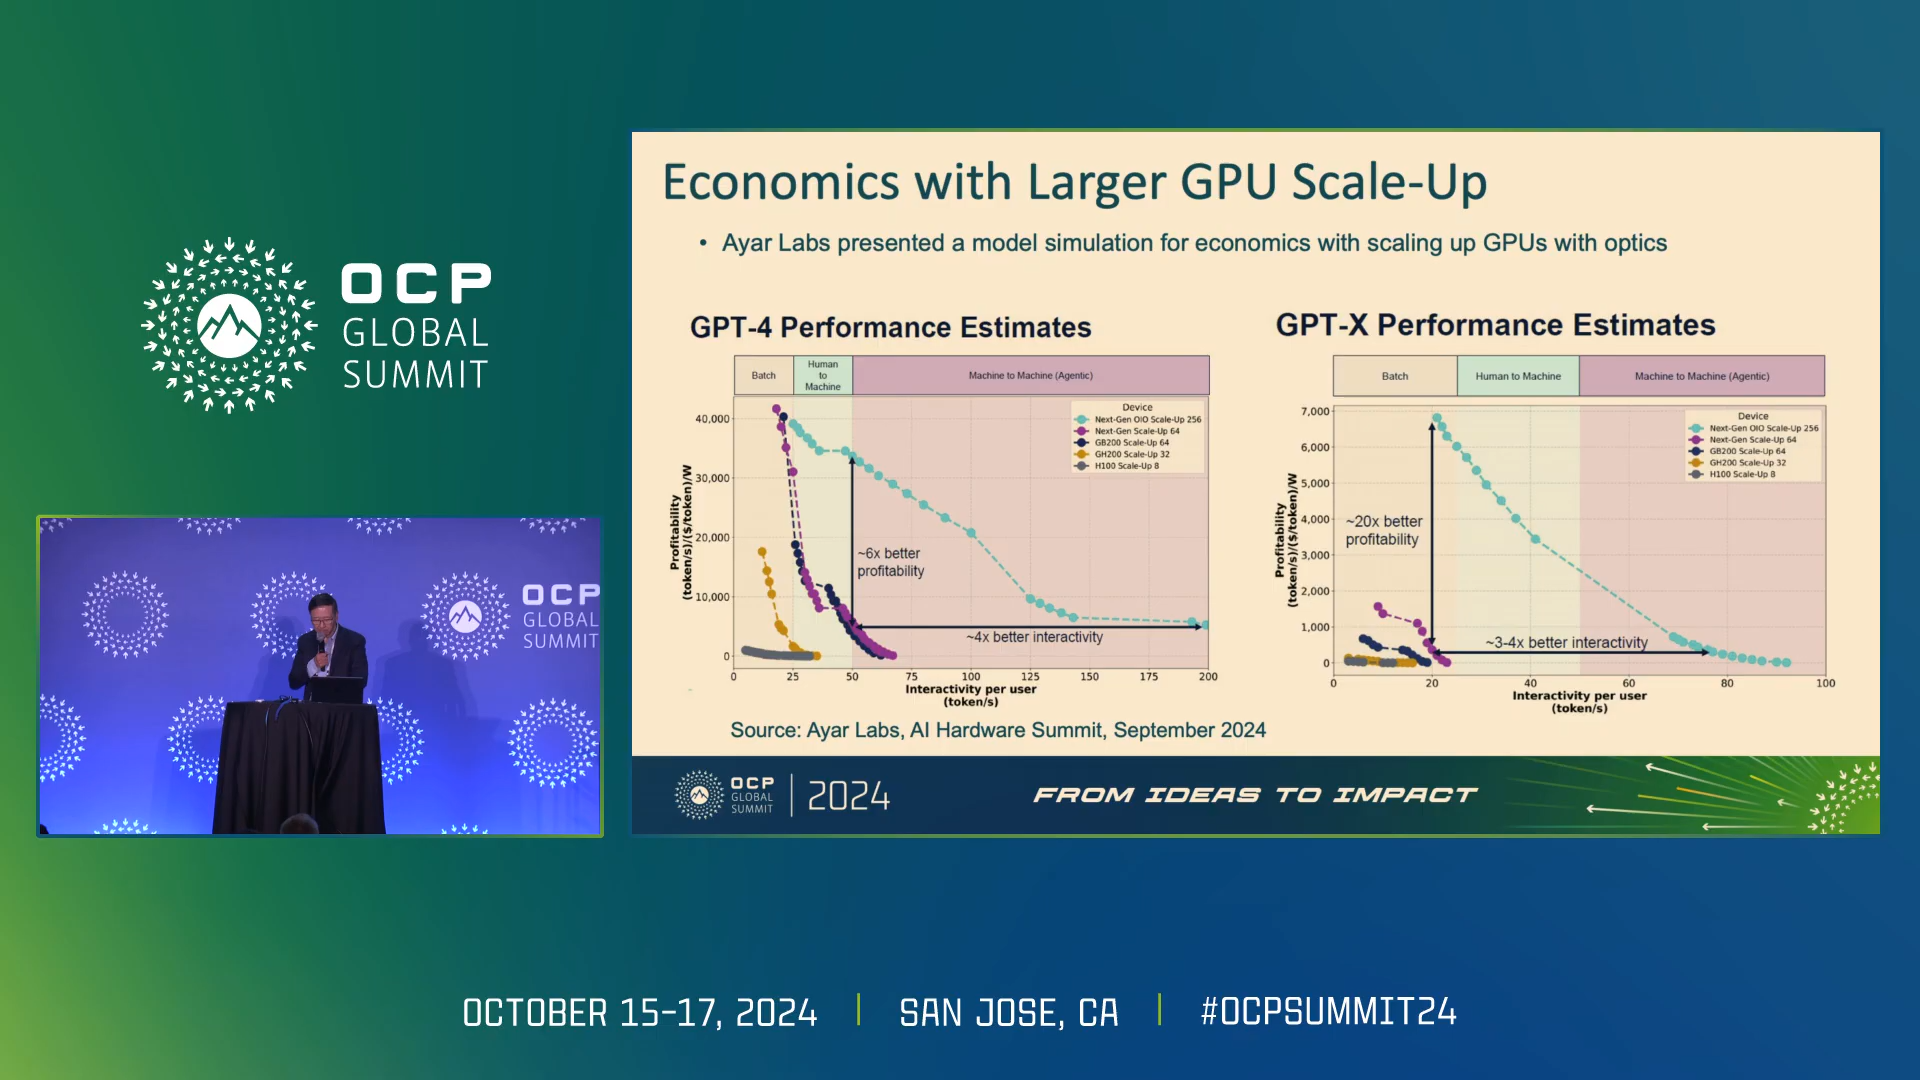 OCP
GLOBAL
SUMMIT
OCP
GLOBAL
SUMMIT
Economics with Larger GPU Scale-Up
• Ayar Labs presented a model simulation for economics with scaling up GPUs with optics
GPT-4 Performance Estimates
Batch
Human
to
Machine
Machine to Machine (Agentic)
Device
Next-Gen OIO Scale-Up 256
Next-Gen Scale-Up 64
GB200 Scale-Up 64
GH200 Scale-Up 32
H100 Scale-Up 8
40,000
30,000
20,000
10,000
0
Profitability
(token/s)/($/token)/W
~6x better
profitability
~4x better interactivity
0 25 50 75 100 125 150 175 200
Interactivity per user
(token/s)
GPT-X Performance Estimates
Batch
Human to Machine
Machine to Machine (Agentic)
Device
Next-Gen OIO Scale-Up 256
Next-Gen Scale-Up 64
GB200 Scale-Up 64
GH200 Scale-Up 32
H100 Scale-Up 8
7,000
6,000
5,000
4,000
3,000
2,000
1,000
0
Profitability
(token/s)/($/token)/W
~20x better
profitability
~3-4x better interactivity
0 20 40 60 80 100
Interactivity per user
(token/s)
Source: Ayar Labs, AI Hardware Summit, September 2024
OCP
GLOBAL
SUMMIT
2024
FROM IDEAS TO IMPACT
OCTOBER 15-17, 2024 | SAN JOSE, CA | #OCPSUMMIT24